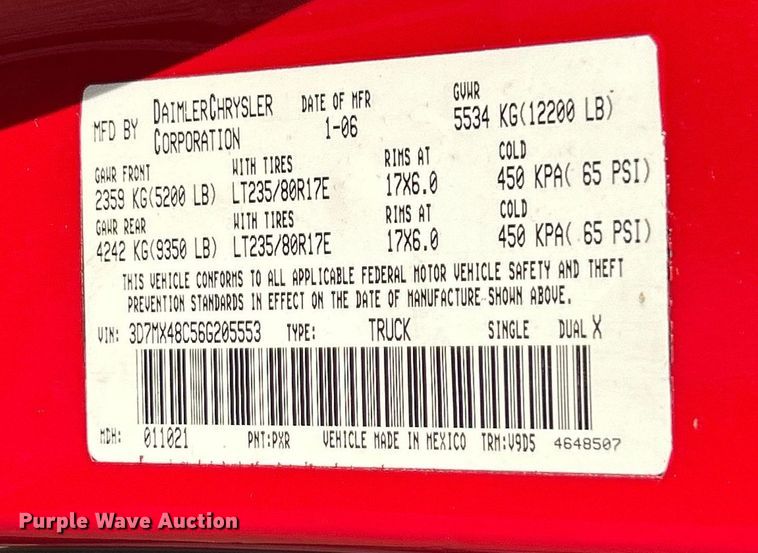 MFD BY DAIMLERCHRYSLER CORPORATION DATE OF MFR 1-06 GVWR 5534 KG(12200 LB)
GAWR FRONT WITH TIRES RIMS AT COLD
2359 KG(5200 LB) LT235/80R17E 17X6.0 450 KPA( 65 PSI)
GAWR REAR WITH TIRES RIMS AT COLD
4242 KG(9350 LB) LT235/80R17E 17X6.0 450 KPA( 65 PSI)
THIS VEHICLE CONFORMS TO ALL APPLICABLE FEDERAL MOTOR VEHICLE SAFETY AND THEFT
PREVENTION STANDARDS IN EFFECT ON THE DATE OF MANUFACTURE SHOWN ABOVE.
VIN: 3D7MX48C56G205553 TYPE: TRUCK SINGLE DUAL X
MDH: 011021 PNT:PXR VEHICLE MADE IN MEXICO TRM:V9D5 4648507
Purple Wave Auction